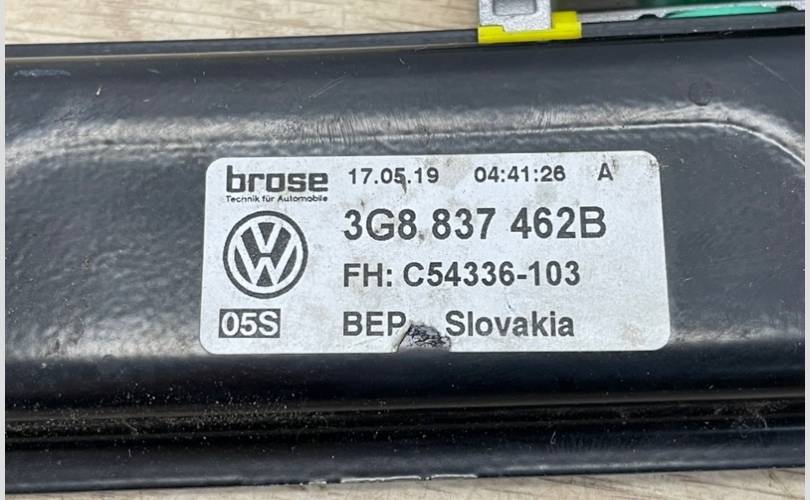 brose 17.05.19 04:41:26 A
Technik für Automobile
3G8 837 462B
FH: C54336-103
05S BEP Slovakia